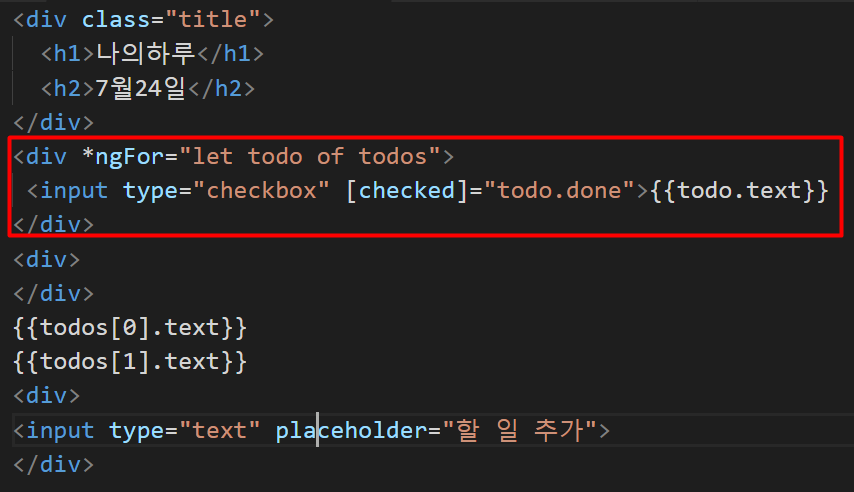 <div class="title">
<h1>나의하루</h1>
<h2>7월24일</h2>
</div>
<div *ngFor="let todo of todos">
<input type="checkbox" [checked]="todo.done">{{todo.text}}
</div>
<div>
</div>
{{todos[0].text}}
{{todos[1].text}}
<div>
<input type="text" placeholder="할 일 추가">
</div>